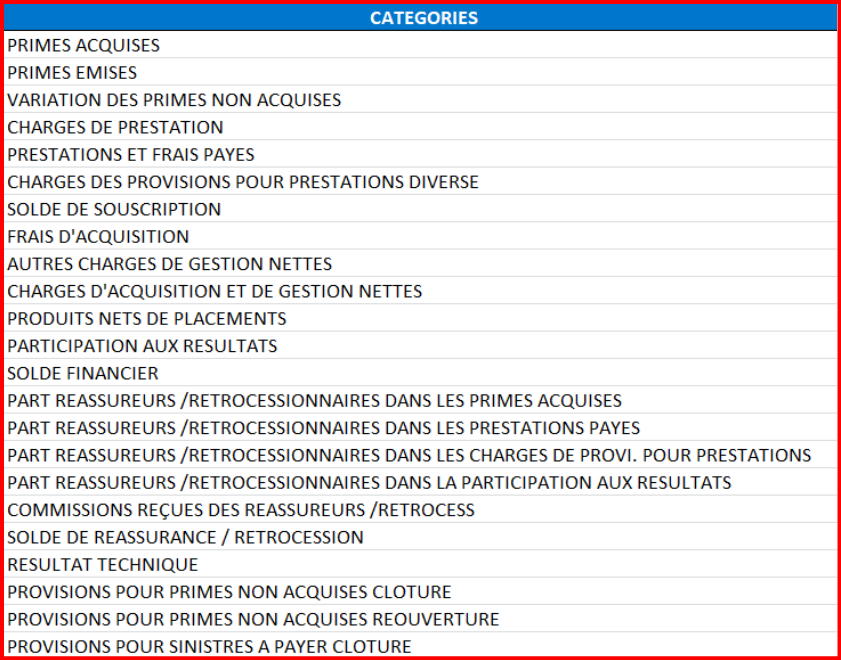 CATEGORIES
PRIMES ACQUISES
PRIMES EMISES
VARIATION DES PRIMES NON ACQUISES
CHARGES DE PRESTATION
PRESTATIONS ET FRAIS PAYES
CHARGES DES PROVISIONS POUR PRESTATIONS DIVERSE
SOLDE DE SOUSCRIPTION
FRAIS D'ACQUISITION
AUTRES CHARGES DE GESTION NETTES
CHARGES D'ACQUISITION ET DE GESTION NETTES
PRODUITS NETS DE PLACEMENTS
PARTICIPATION AUX RESULTATS
SOLDE FINANCIER
PART REASSUREURS /RETROCESSIONNAIRES DANS LES PRIMES ACQUISES
PART REASSUREURS /RETROCESSIONNAIRES DANS LES PRESTATIONS PAYES
PART REASSUREURS /RETROCESSIONNAIRES DANS LES CHARGES DE PROVI. POUR PRESTATIONS
PART REASSUREURS /RETROCESSIONNAIRES DANS LA PARTICIPATION AUX RESULTATS
COMMISSIONS REÇUES DES REASSUREURS /RETROCESS
SOLDE DE REASSURANCE / RETROCESSION
RESULTAT TECHNIQUE
PROVISIONS POUR PRIMES NON ACQUISES CLOTURE
PROVISIONS POUR PRIMES NON ACQUISES REOUVERTURE
PROVISIONS POUR SINISTRES A PAYER CLOTURE